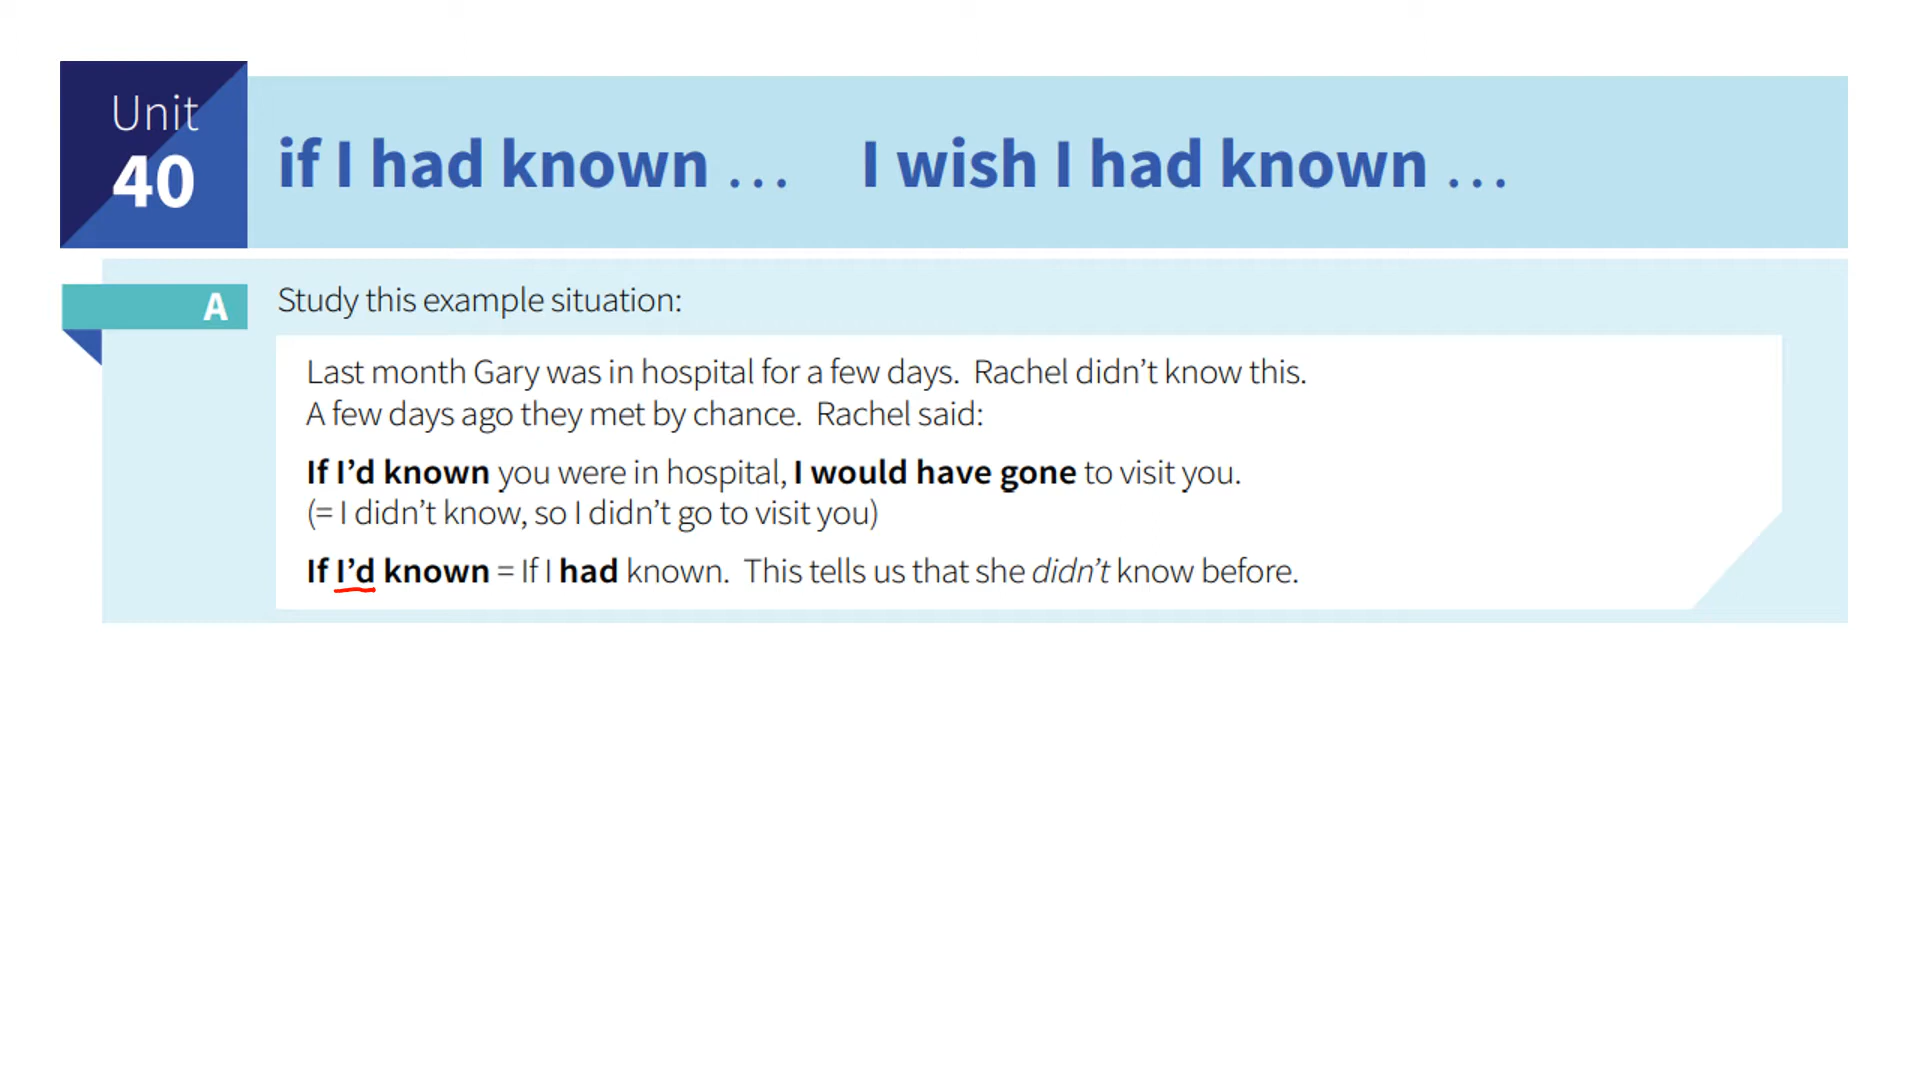 Unit
40
if I had known … I wish I had known …
A
Study this example situation:
Last month Gary was in hospital for a few days. Rachel didn’t know this.
A few days ago they met by chance. Rachel said:
If I’d known you were in hospital, I would have gone to visit you.
(= I didn’t know, so I didn’t go to visit you)
If I’d known = If I had known. This tells us that she didn’t know before.